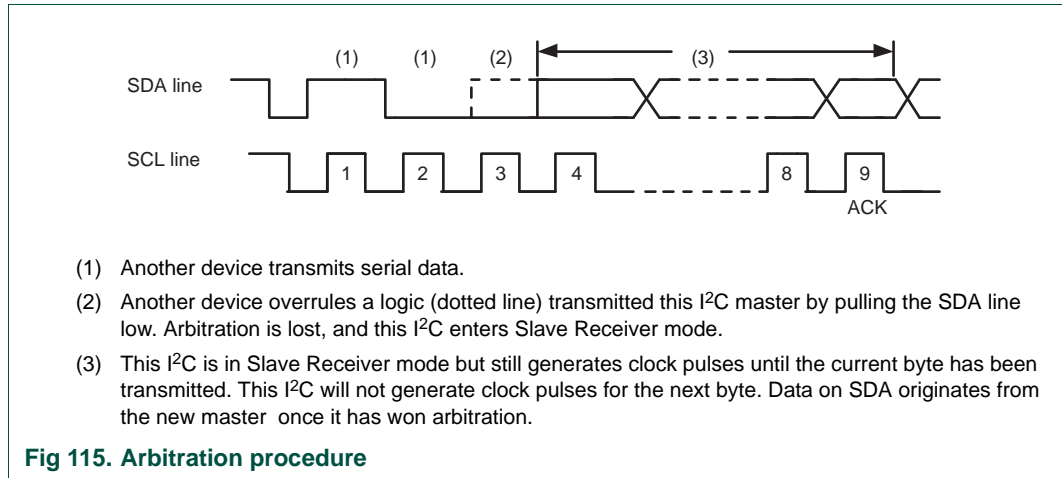 (1) (1) (2) (3)
SDA line
SCL line
1 2 3 4 8 9
ACK
(1) Another device transmits serial data.
(2) Another device overrules a logic (dotted line) transmitted this I2C master by pulling the SDA line
low. Arbitration is lost, and this I2C enters Slave Receiver mode.
(3) This I2C is in Slave Receiver mode but still generates clock pulses until the current byte has been
transmitted. This I2C will not generate clock pulses for the next byte. Data on SDA originates from
the new master once it has won arbitration.
Fig 115. Arbitration procedure